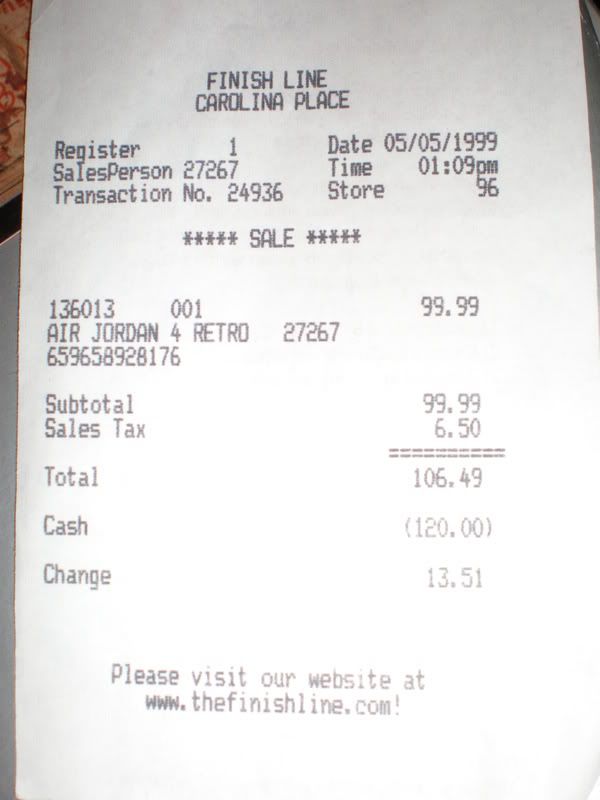 FINISH LINE
CAROLINA PLACE
Register 1 Date 05/05/1999
SalesPerson 27267 Time 01:09pm
Transaction No. 24936 Store 96
***** SALE *****
136013 001 99.99
AIR JORDAN 4 RETRO 27267
659658928176
Subtotal 99.99
Sales Tax 6.50
==========
Total 106.49
Cash (120.00)
Change 13.51
Please visit our website at
www.thefinishline.com!